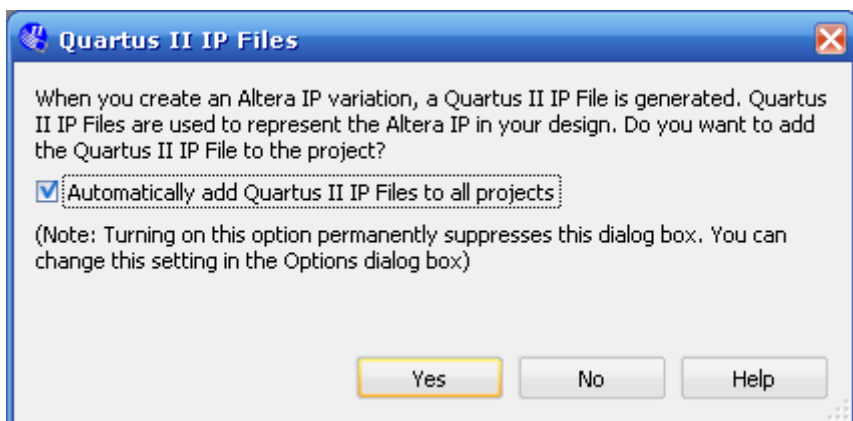 Quartus II IP Files
When you create an Altera IP variation, a Quartus II IP File is generated. Quartus
II IP Files are used to represent the Altera IP in your design. Do you want to add
the Quartus II IP File to the project?
Automatically add Quartus II IP Files to all projects
(Note: Turning on this option permanently suppresses this dialog box. You can
change this setting in the Options dialog box)
Yes No Help